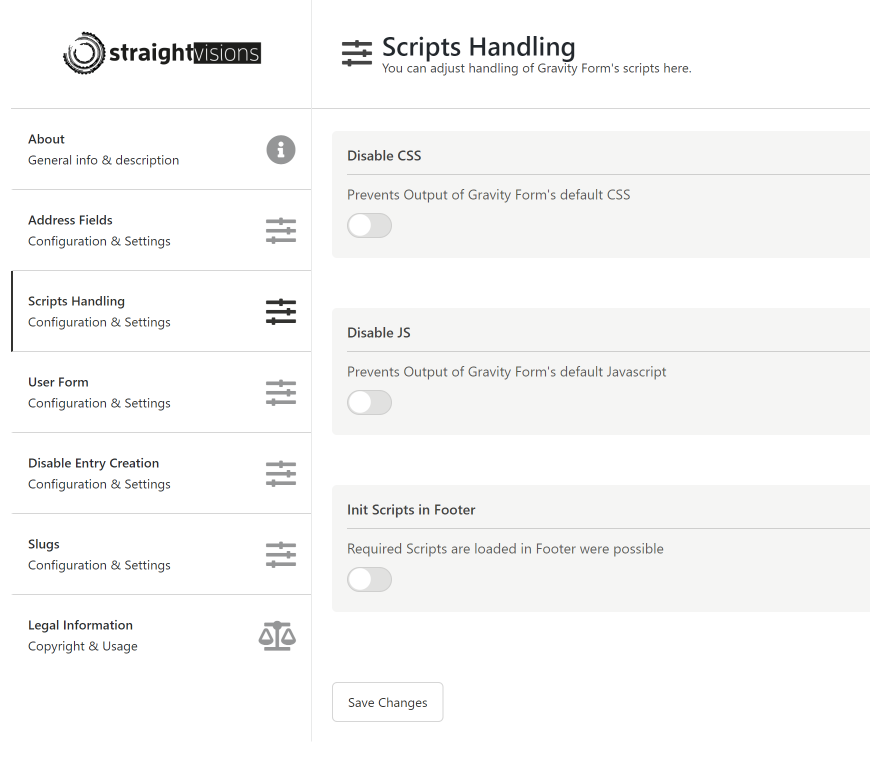 straightvisions
About
General info & description
Address Fields
Configuration & Settings
Scripts Handling
Configuration & Settings
User Form
Configuration & Settings
Disable Entry Creation
Configuration & Settings
Slugs
Configuration & Settings
Legal Information
Copyright & Usage
Scripts Handling
You can adjust handling of Gravity Form's scripts here.
Disable CSS
Prevents Output of Gravity Form's default CSS
Disable JS
Prevents Output of Gravity Form's default Javascript
Init Scripts in Footer
Required Scripts are loaded in Footer were possible
Save Changes